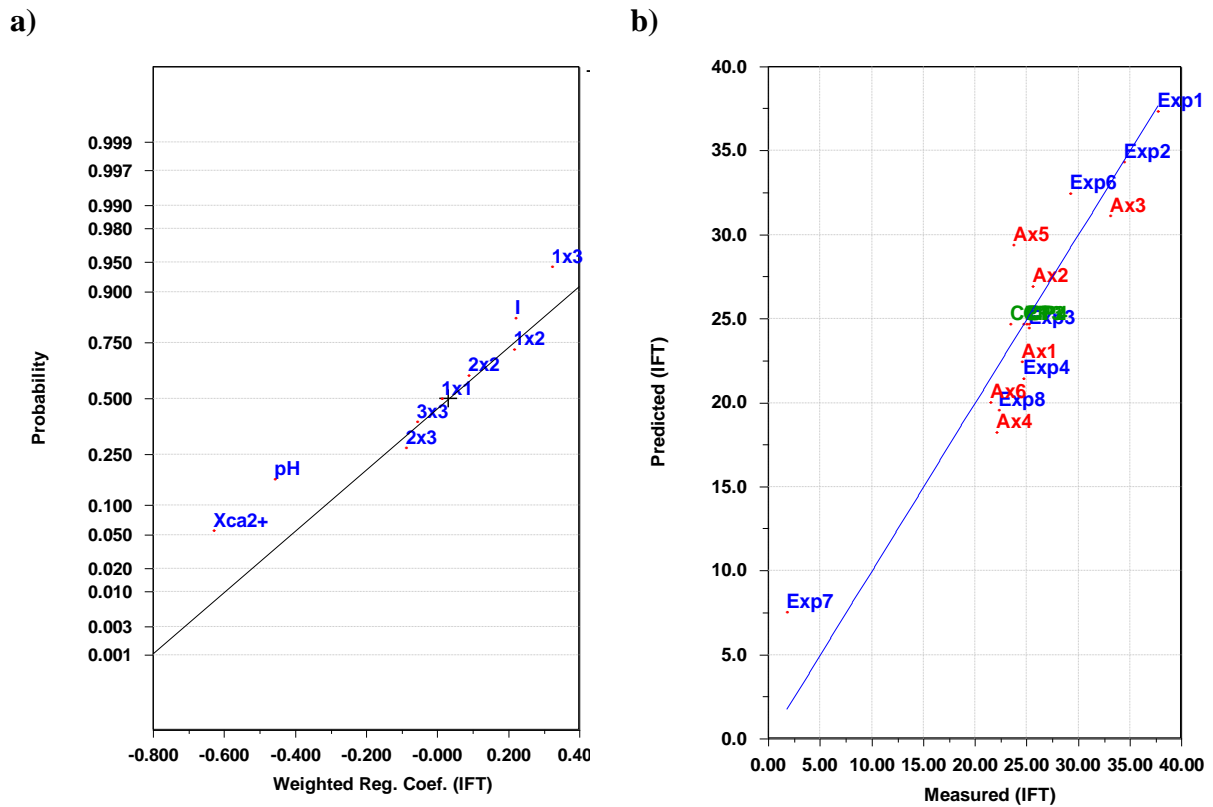 a)
b)
Probability
0.999
0.997
0.990
0.980
0.950
0.900
0.750
0.500
0.250
0.100
0.050
0.020
0.010
0.003
0.001
1x3
I
1x2
2x2
1x1
3x3
2x3
pH
Xca2+
-0.800 -0.600 -0.400 -0.200 -0.000 0.200 0.40
Weighted Reg. Coef. (IFT)
Predicted (IFT)
40.0
35.0
30.0
25.0
20.0
15.0
10.0
5.0
0.0
Exp1
Exp2
Exp6
Ax3
Ax5
Ax2
Exp3
Ax1
Exp4
Ax6
Exp8
Ax4
Exp7
0.00 5.00 10.00 15.00 20.00 25.00 30.00 35.00 40.00
Measured (IFT)